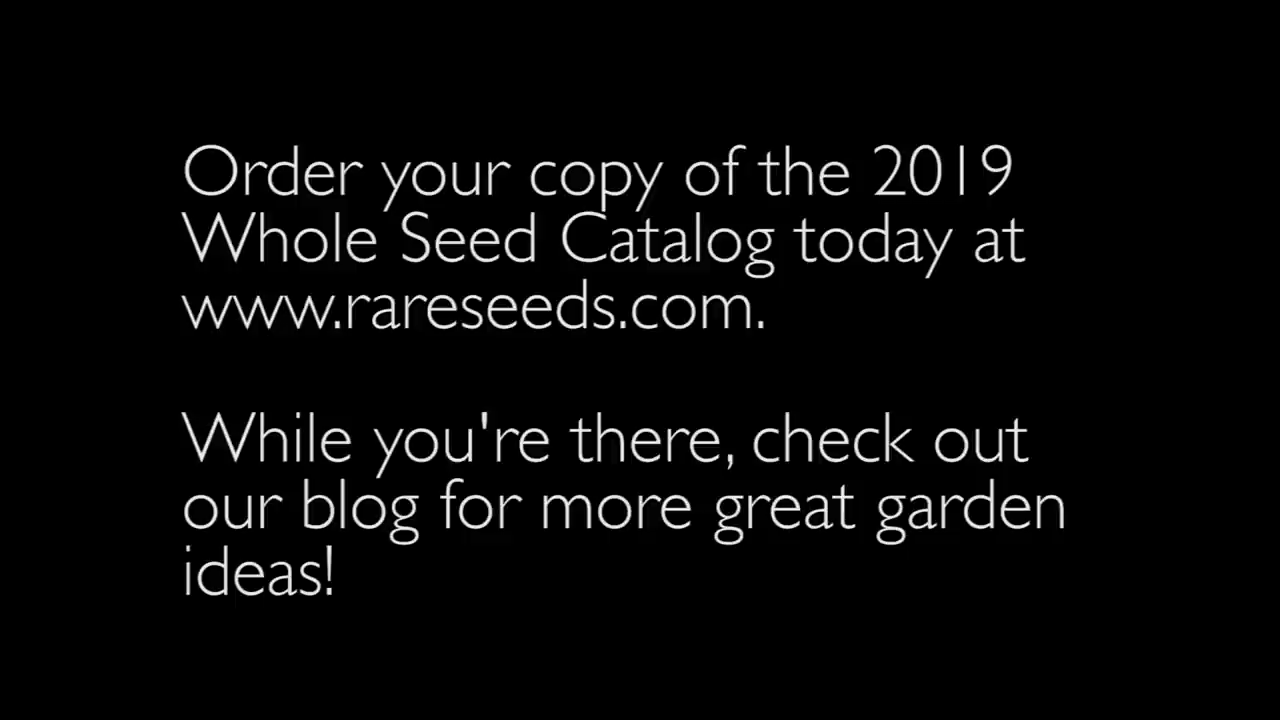 Order your copy of the 2019
Whole Seed Catalog today at
www.rareseeds.com.
While you're there, check out
our blog for more great garden
ideas!